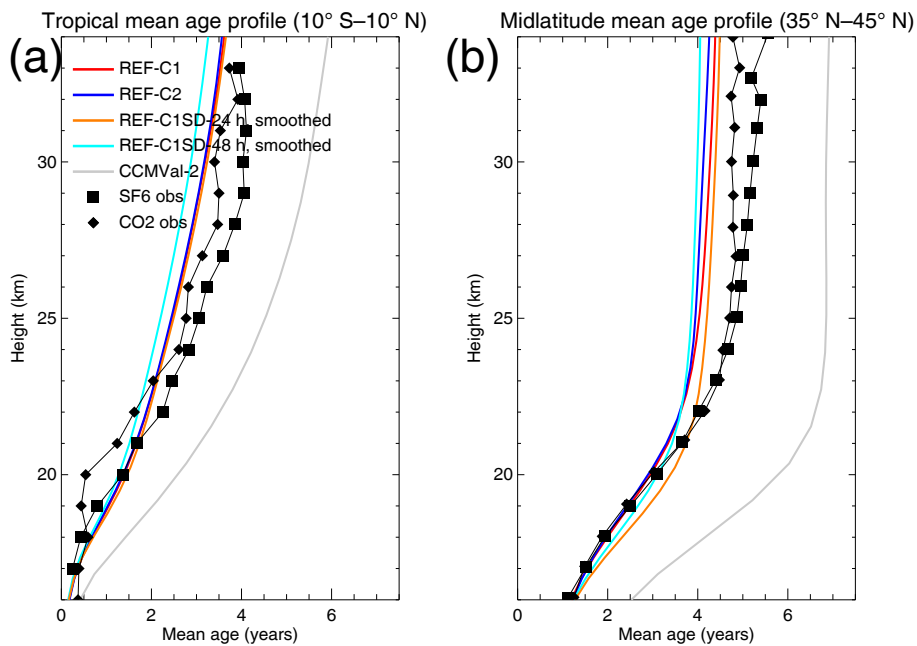 Tropical mean age profile (10° S–10° N)
(a)
REF-C1
REF-C2
REF-C1SD-24 h, smoothed
REF-C1SD-48 h, smoothed
CCMVal-2
SF6 obs
CO2 obs
30
25
20
Height (km)
0 2 4 6
Mean age (years)
Midlatitude mean age profile (35° N–45° N)
(b)
30
25
20
Height (km)
0 2 4 6
Mean age (years)